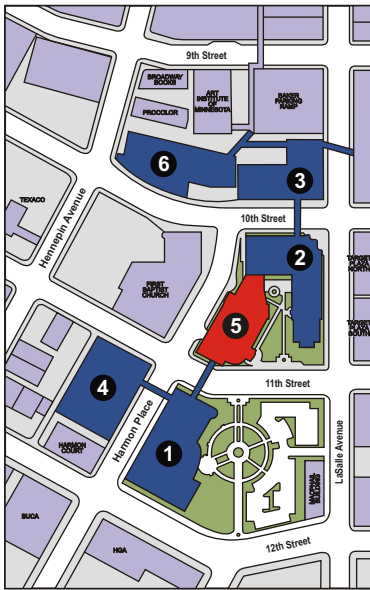 9th Street
BROADWAY
BOOKS
ART
INSTITUTE
OF
MINNESOTA
BAKER
PARKING
RAMP
PROCOLOR
6
3
TEXACO
Hennepin Avenue
10th Street
2
TARGET
PLAZA
NORTH
FIRST
BAPTIST
CHURCH
5
TARGET
PLAZA
SOUTH
4
11th Street
Harmon Place
1
HARMON
COURT
LaSalle Avenue
MACPHAIL
BUILDING
BUCA
HGA
12th Street